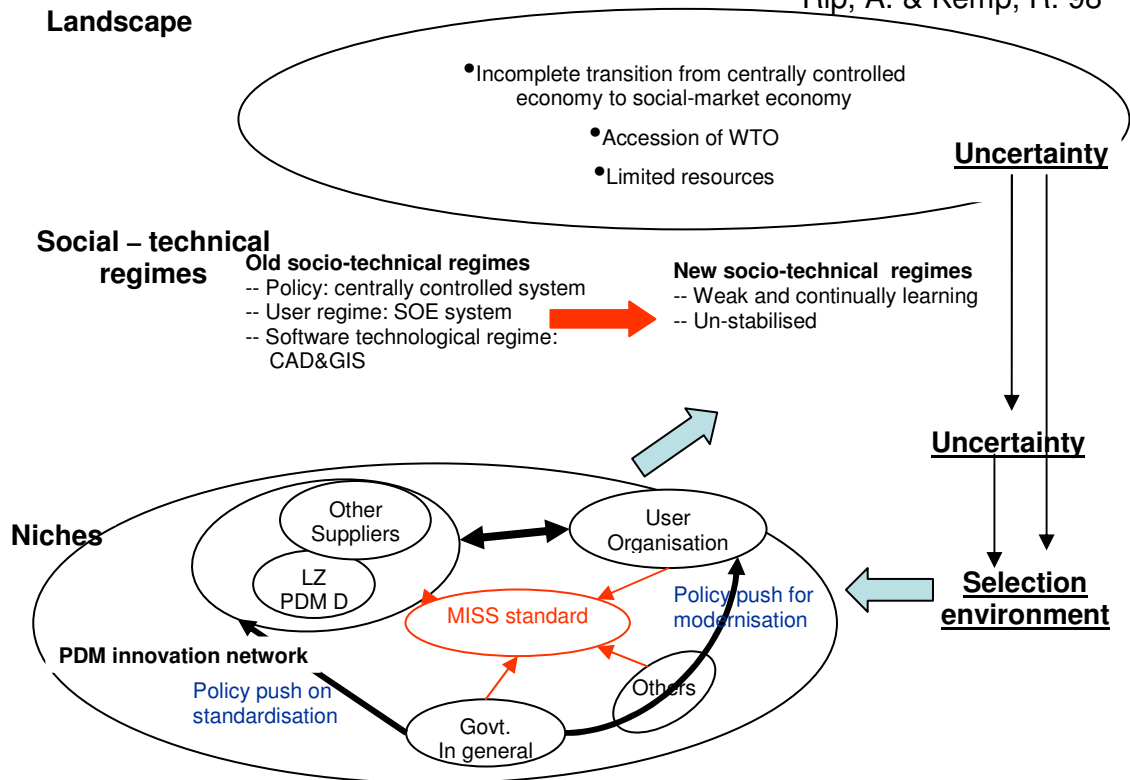 Rip, A. & Kemp, R. 98
Landscape
•Incomplete transition from centrally controlled
economy to social-market economy
•Accession of WTO
•Limited resources
Uncertainty
Social – technical
regimes
Old socio-technical regimes
-- Policy: centrally controlled system
-- User regime: SOE system
-- Software technological regime:
CAD&GIS
New socio-technical regimes
-- Weak and continually learning
-- Un-stabilised
Uncertainty
Niches
Other
Suppliers
LZ
PDM D
User
Organisation
MISS standard
Policy push for
modernisation
Selection
environment
PDM innovation network
Policy push on
standardisation
Others
Govt.
In general